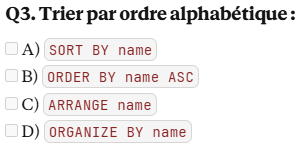 Q3. Trier par ordre alphabétique :
A) SORT BY name
B) ORDER BY name ASC
C) ARRANGE name
D) ORGANIZE BY name